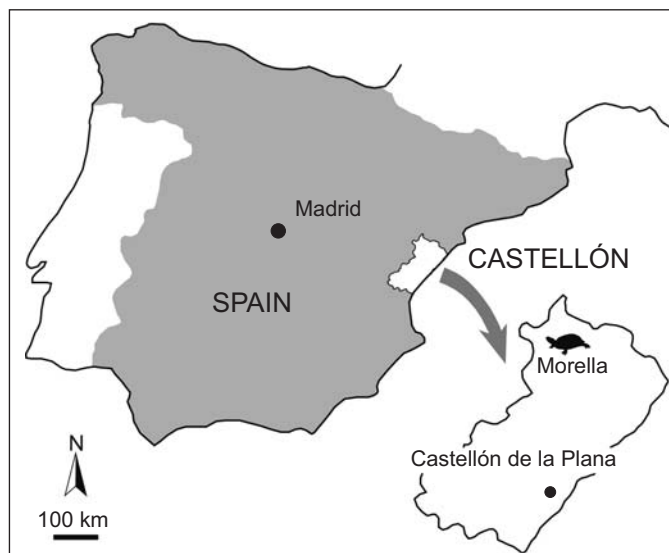 Madrid
CASTELLÓN
SPAIN
Morella
Castellón de la Plana
N
100 km